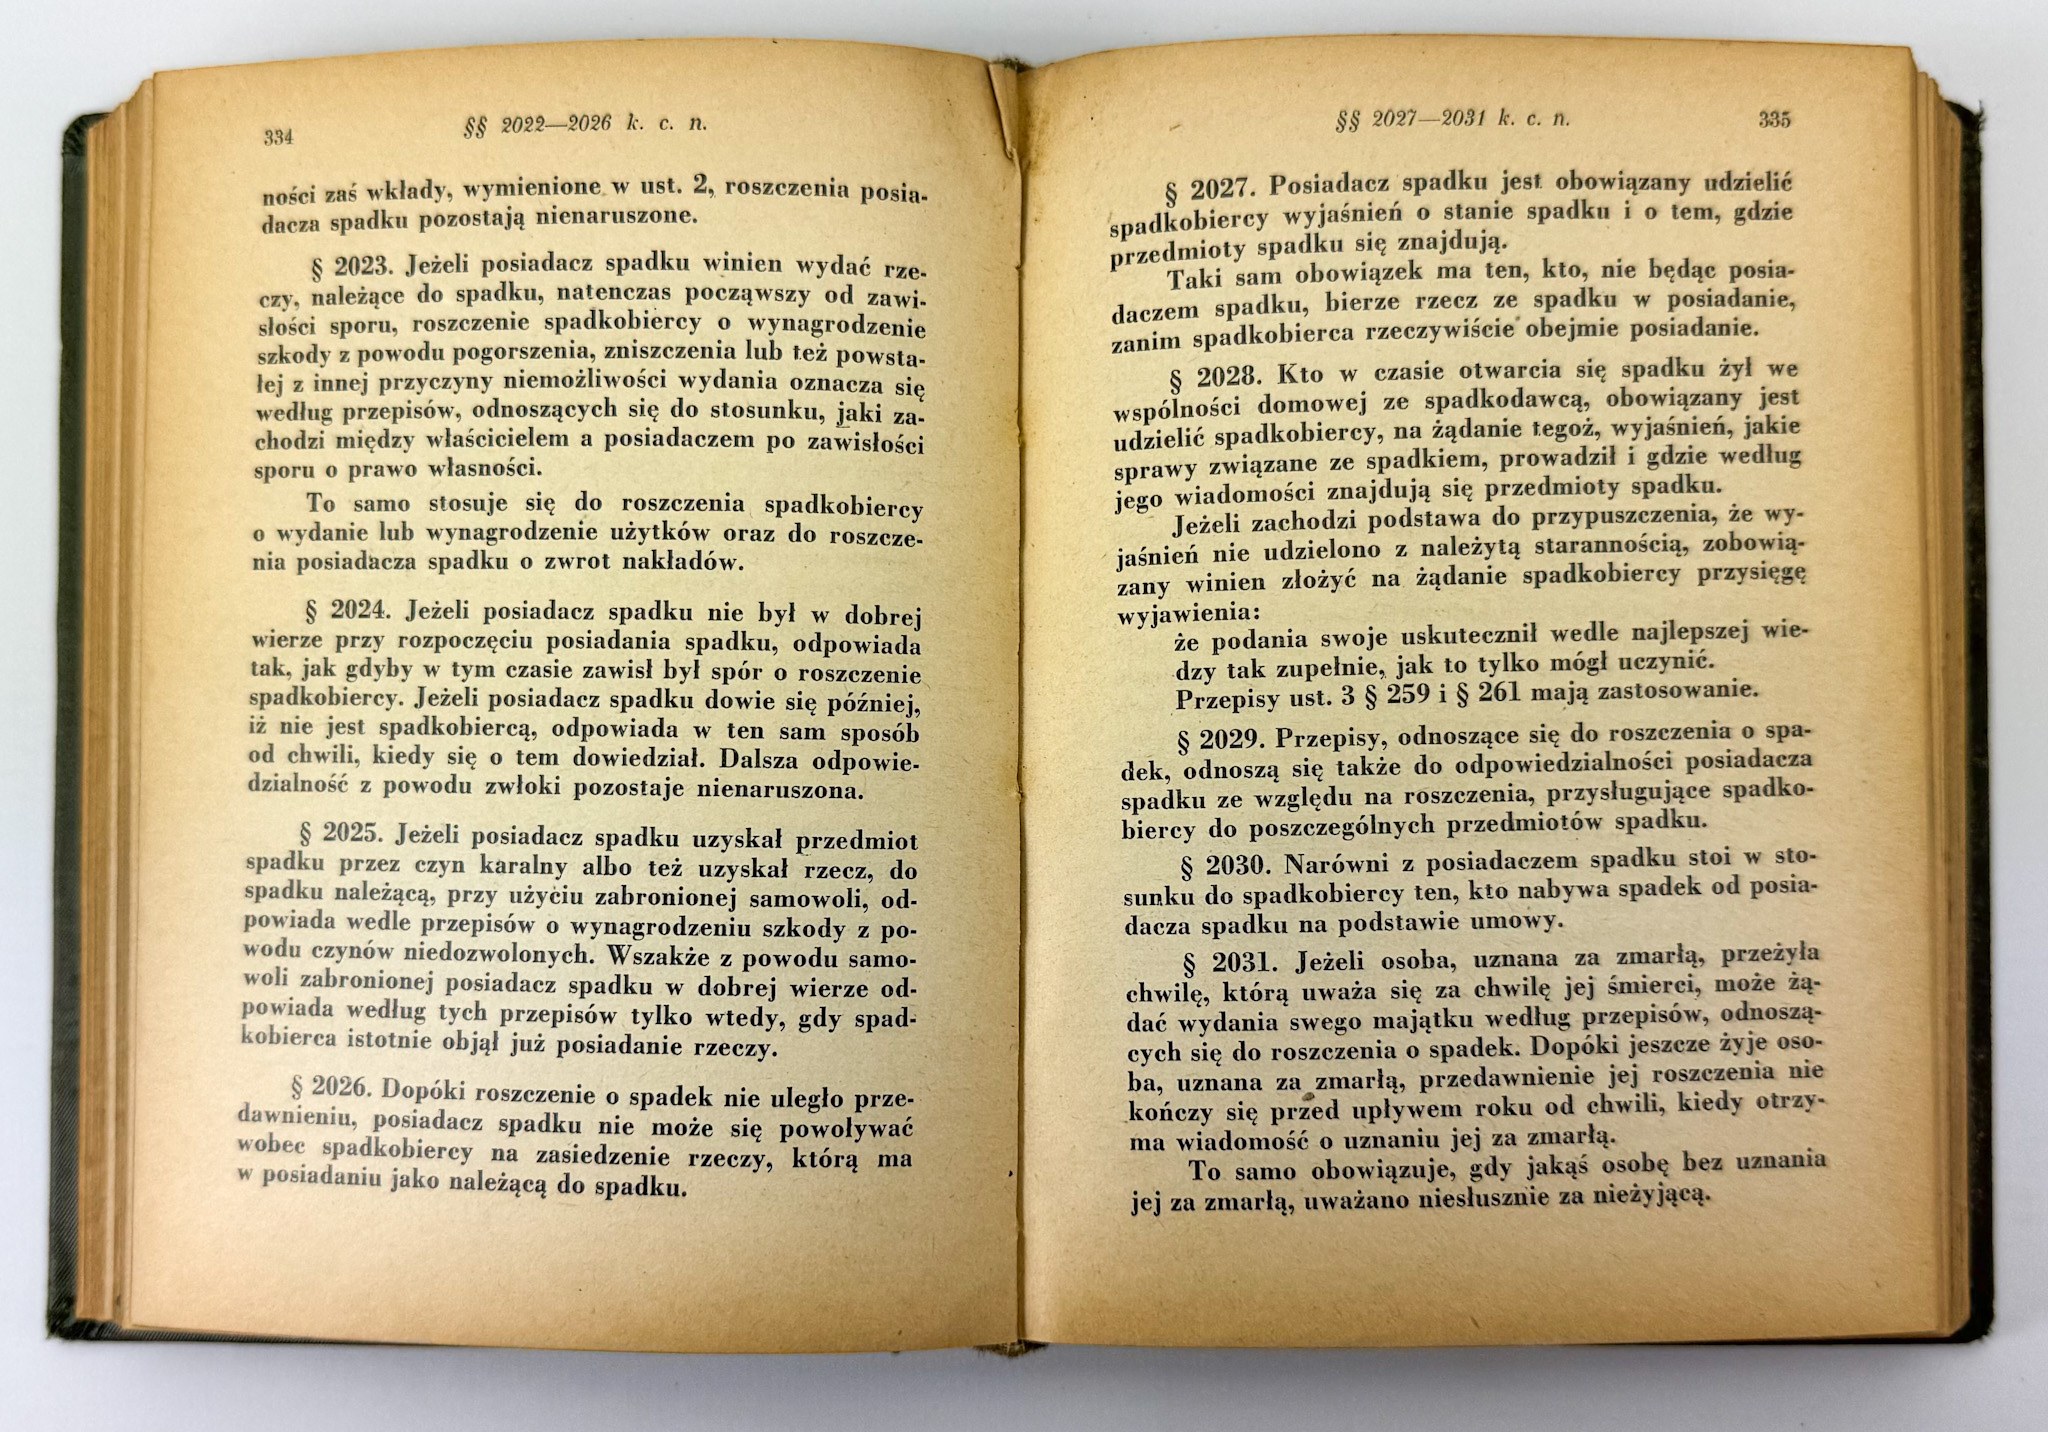 334
§§ 2022—2026 k. c. n.
ności zaś wkłady, wymienione w ust. 2, roszczenia posia-
dacza spadku pozostają nienaruszone.
§ 2023. Jeżeli posiadacz spadku winien wydać rze-
czy, należące do spadku, natenczas począwszy od zawi-
słości sporu, roszczenie spadkobiercy o wynagrodzenie
szkody z powodu pogorszenia, zniszczenia lub też powsta-
łej z innej przyczyny niemożliwości wydania oznacza się
według przepisów, odnoszących się do stosunku, jaki za-
chodzi między właścicielem a posiadaczem po zawisłości
sporu o prawo własności.
To samo stosuje się do roszczenia spadkobiercy
o wydanie lub wynagrodzenie użytków oraz do roszcze-
nia posiadacza spadku o zwrot nakładów.
§ 2024. Jeżeli posiadacz spadku nie był w dobrej
wierze przy rozpoczęciu posiadania spadku, odpowiada
tak, jak gdyby w tym czasie zawisł był spór o roszczenie
spadkobiercy. Jeżeli posiadacz spadku dowie się później,
iż nie jest spadkobiercą, odpowiada w ten sam sposób
od chwili, kiedy się o tem dowiedział. Dalsza odpowie-
dzialność z powodu zwłoki pozostaje nienaruszona.
§ 2025. Jeżeli posiadacz spadku uzyskał przedmiot
spadku przez czyn karalny albo też uzyskał rzecz, do
spadku należącą, przy użyciu zabronionej samowoli, od-
powiada wedle przepisów o wynagrodzeniu szkody z po-
wodu czynów niedozwolonych. Wszakże z powodu samo-
woli zabronionej posiadacz spadku w dobrej wierze od-
powiada według tych przepisów tylko wtedy, gdy spad-
kobierca istotnie objął już posiadanie rzeczy.
§ 2026. Dopóki roszczenie o spadek nie uległo prze-
dawnieniu, posiadacz spadku nie może się powoływać
wobec spadkobiercy na zasiedzenie rzeczy, którą ma
w posiadaniu jako należącą do spadku.
§§ 2027—2031 k. c. n.
335
§ 2027. Posiadacz spadku jest obowiązany udzielić
spadkobiercy wyjaśnień o stanie spadku i o tem, gdzie
przedmioty spadku się znajdują.
Taki sam obowiązek ma ten, kto, nie będąc posia-
daczem spadku, bierze rzecz ze spadku w posiadanie,
zanim spadkobierca rzeczywiście obejmie posiadanie.
§ 2028. Kto w czasie otwarcia się spadku żył we
wspólności domowej ze spadkodawcą, obowiązany jest
udzielić spadkobiercy, na żądanie tegoż, wyjaśnień, jakie
sprawy związane ze spadkiem, prowadził i gdzie według
jego wiadomości znajdują się przedmioty spadku.
Jeżeli zachodzi podstawa do przypuszczenia, że wy-
jaśnień nie udzielono z należytą starannością, zobowią-
zany winien złożyć na żądanie spadkobiercy przysięgę
wyjawienia:
że podania swoje uskutecznił wedle najlepszej wie-
dzy tak zupełnie, jak to tylko mógł uczynić.
Przepisy ust. 3 § 259 i § 261 mają zastosowanie.
§ 2029. Przepisy, odnoszące się do roszczenia o spa-
dek, odnoszą się także do odpowiedzialności posiadacza
spadku ze względu na roszczenia, przysługujące spadko-
biercy do poszczególnych przedmiotów spadku.
§ 2030. Narówni z posiadaczem spadku stoi w sto-
sunku do spadkobiercy ten, kto nabywa spadek od posia-
dacza spadku na podstawie umowy.
§ 2031. Jeżeli osoba, uznana za zmarłą, przeżyła
chwilę, którą uważa się za chwilę jej śmierci, może żą-
dać wydania swego majątku według przepisów, odnoszą-
cych się do roszczenia o spadek. Dopóki jeszcze żyje oso-
ba, uznana za zmarłą, przedawnienie jej roszczenia nie
kończy się przed upływem roku od chwili, kiedy otrzy-
ma wiadomość o uznaniu jej za zmarłą.
To samo obowiązuje, gdy jakąś osobę bez uznania
jej za zmarłą, uważano niesłusznie za nieżyjącą.